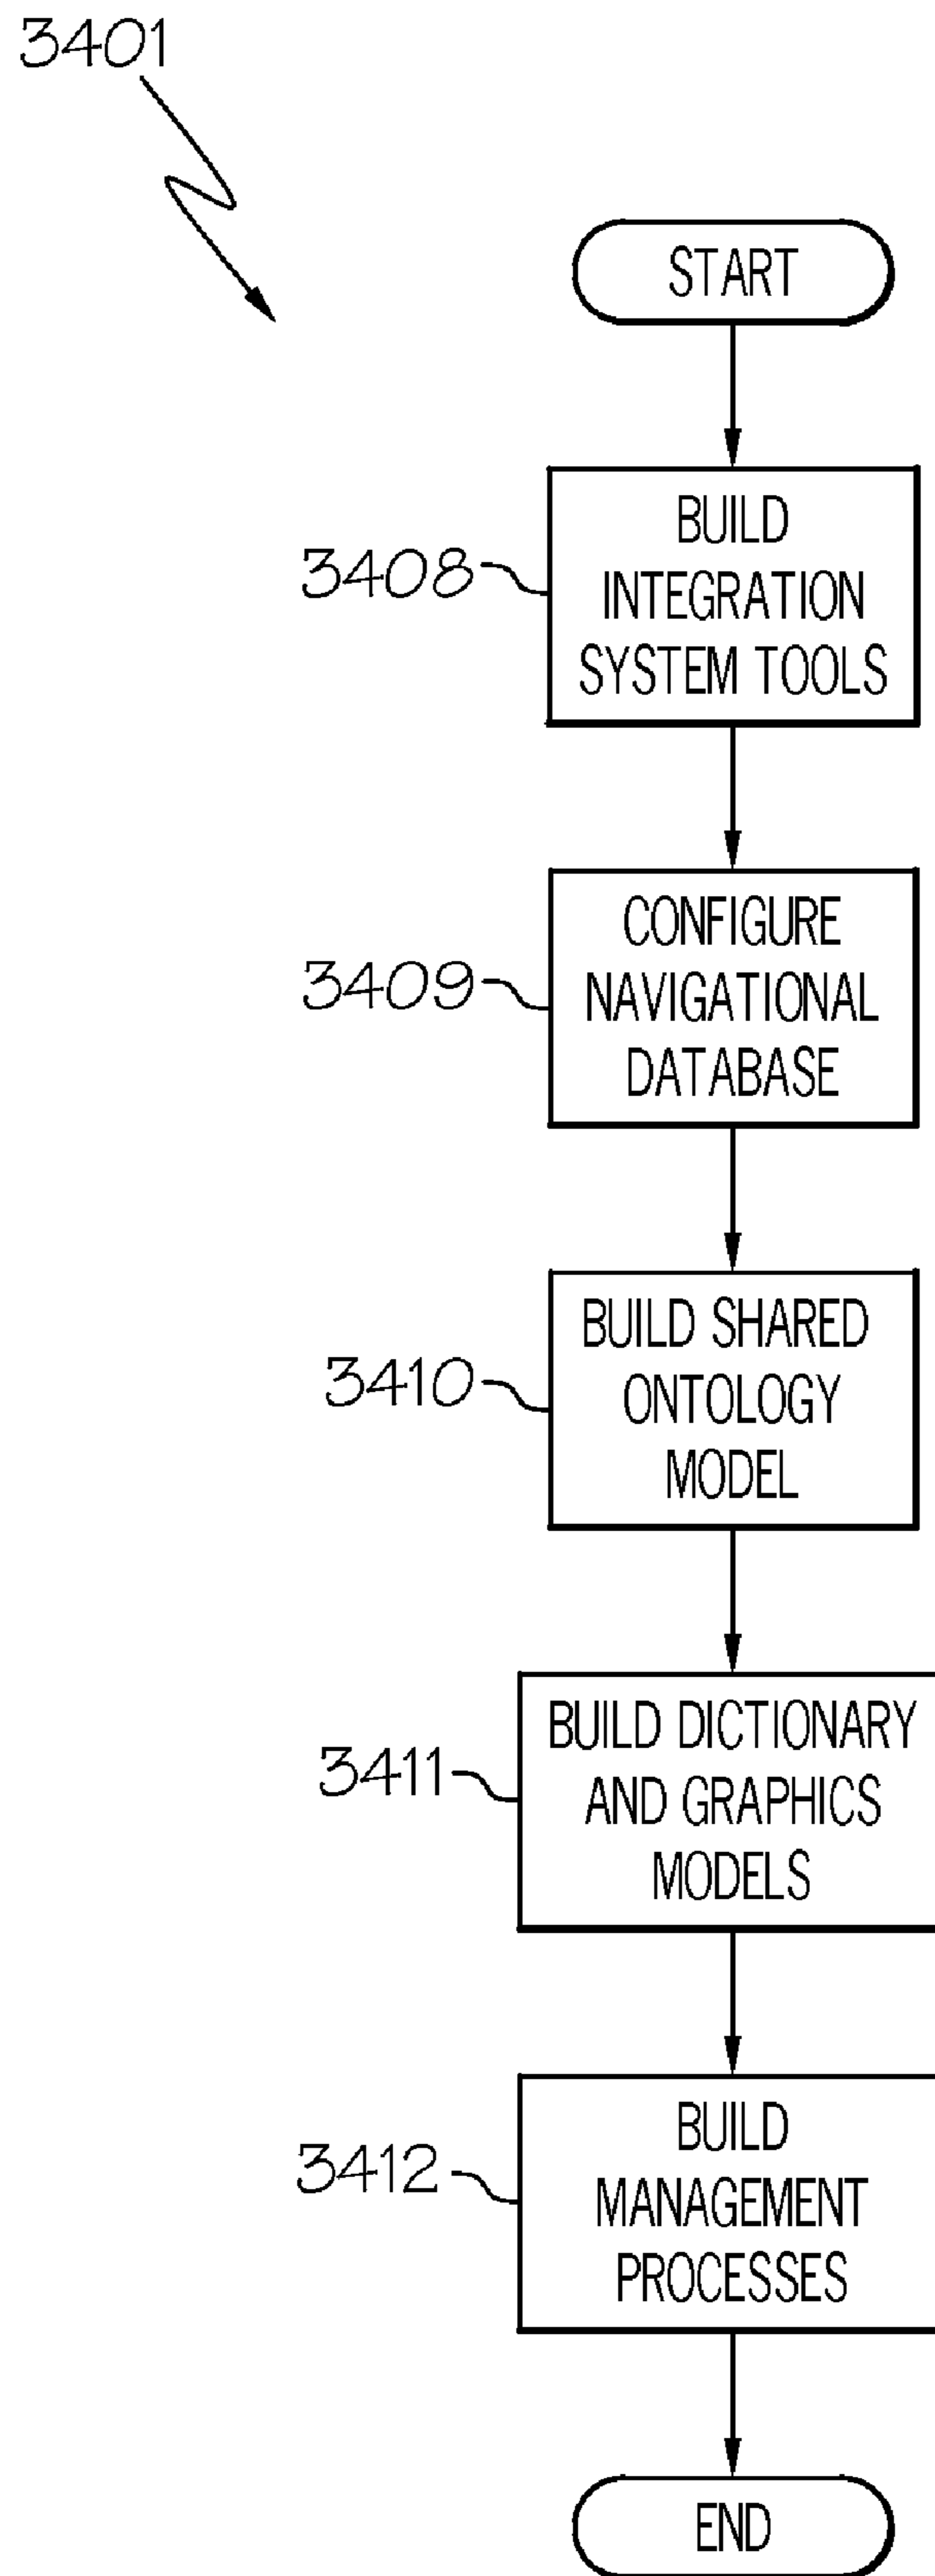 3401
START
3408
BUILD
INTEGRATION
SYSTEM TOOLS
3409
CONFIGURE
NAVIGATIONAL
DATABASE
3410
BUILD SHARED
ONTOLOGY
MODEL
3411
BUILD DICTIONARY
AND GRAPHICS
MODELS
3412
BUILD
MANAGEMENT
PROCESSES
END